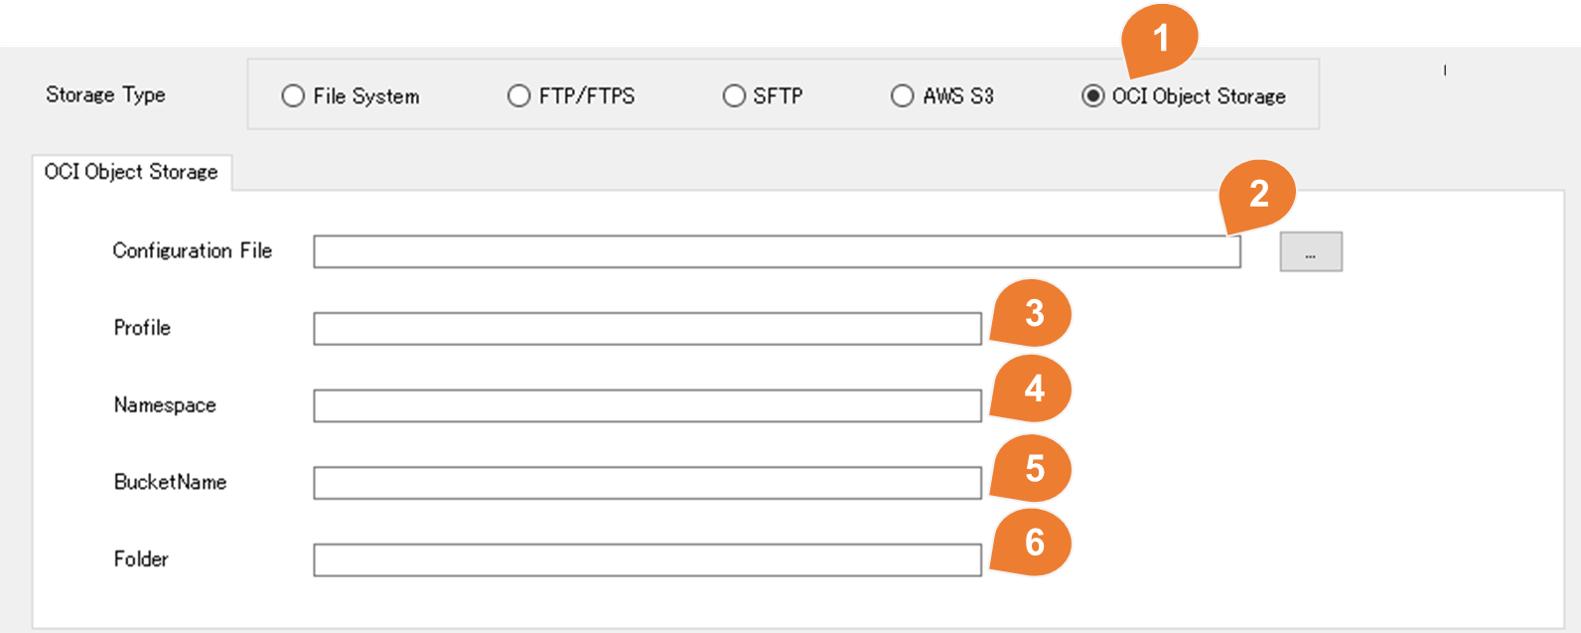 1
Storage Type File System FTP/FTPS SFTP AWS S3 OCI Object Storage
OCI Object Storage
2
Configuration File ...
Profile 3
Namespace 4
BucketName 5
Folder 6